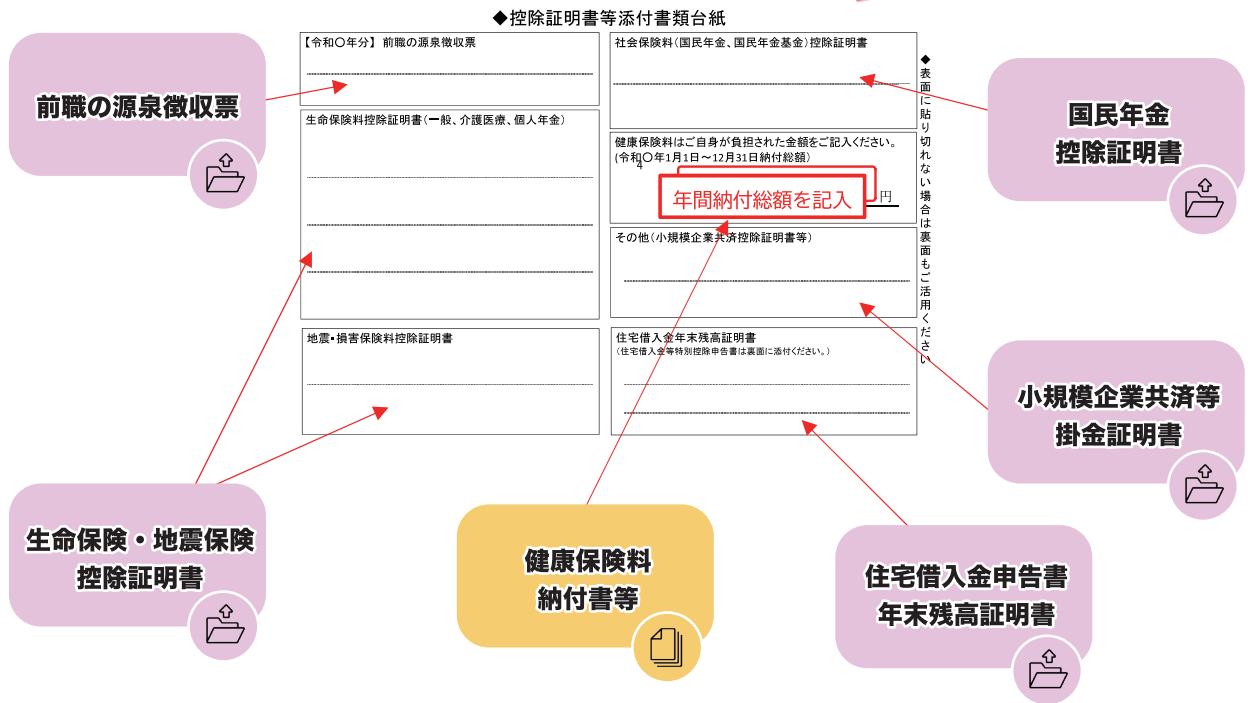 ◆控除証明書等添付書類台紙
【令和〇年分】前職の源泉徴収票
社会保険料(国民年金、国民年金基金)控除証明書
◆表面に貼り切れない場合は裏面もご活用ください
前職の源泉徴収票
国民年金
控除証明書
生命保険料控除証明書(一般、介護医療、個人年金)
健康保険料はご自身が負担された金額をご記入ください。
(令和〇年1月1日～12月31日納付総額)
4
年間納付総額を記入
円
その他(小規模企業共済控除証明書等)
地震・損害保険料控除証明書
住宅借入金年末残高証明書
(住宅借入金等特別控除申告書は裏面に添付ください。)
小規模企業共済等
掛金証明書
生命保険・地震保険
控除証明書
健康保険料
納付書等
住宅借入金申告書
年末残高証明書